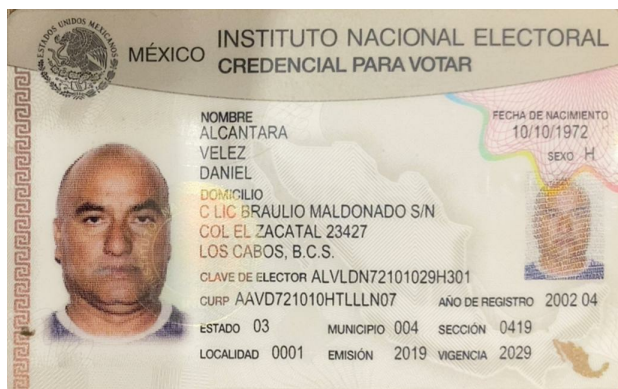 ESTADOS UNIDOS MEXICANOS
MÉXICO INSTITUTO NACIONAL ELECTORAL
CREDENCIAL PARA VOTAR
NOMBRE
ALCANTARA
VELEZ
DANIEL
FECHA DE NACIMIENTO
10/10/1972
SEXO H
DOMICILIO
C LIC BRAULIO MALDONADO S/N
COL EL ZACATAL 23427
LOS CABOS, B.C.S.
CLAVE DE ELECTOR ALVLDN72101029H301
CURP AAVD721010HTLLLN07 AÑO DE REGISTRO 2002 04
ESTADO 03 MUNICIPIO 004 SECCIÓN 0419
LOCALIDAD 0001 EMISIÓN 2019 VIGENCIA 2029